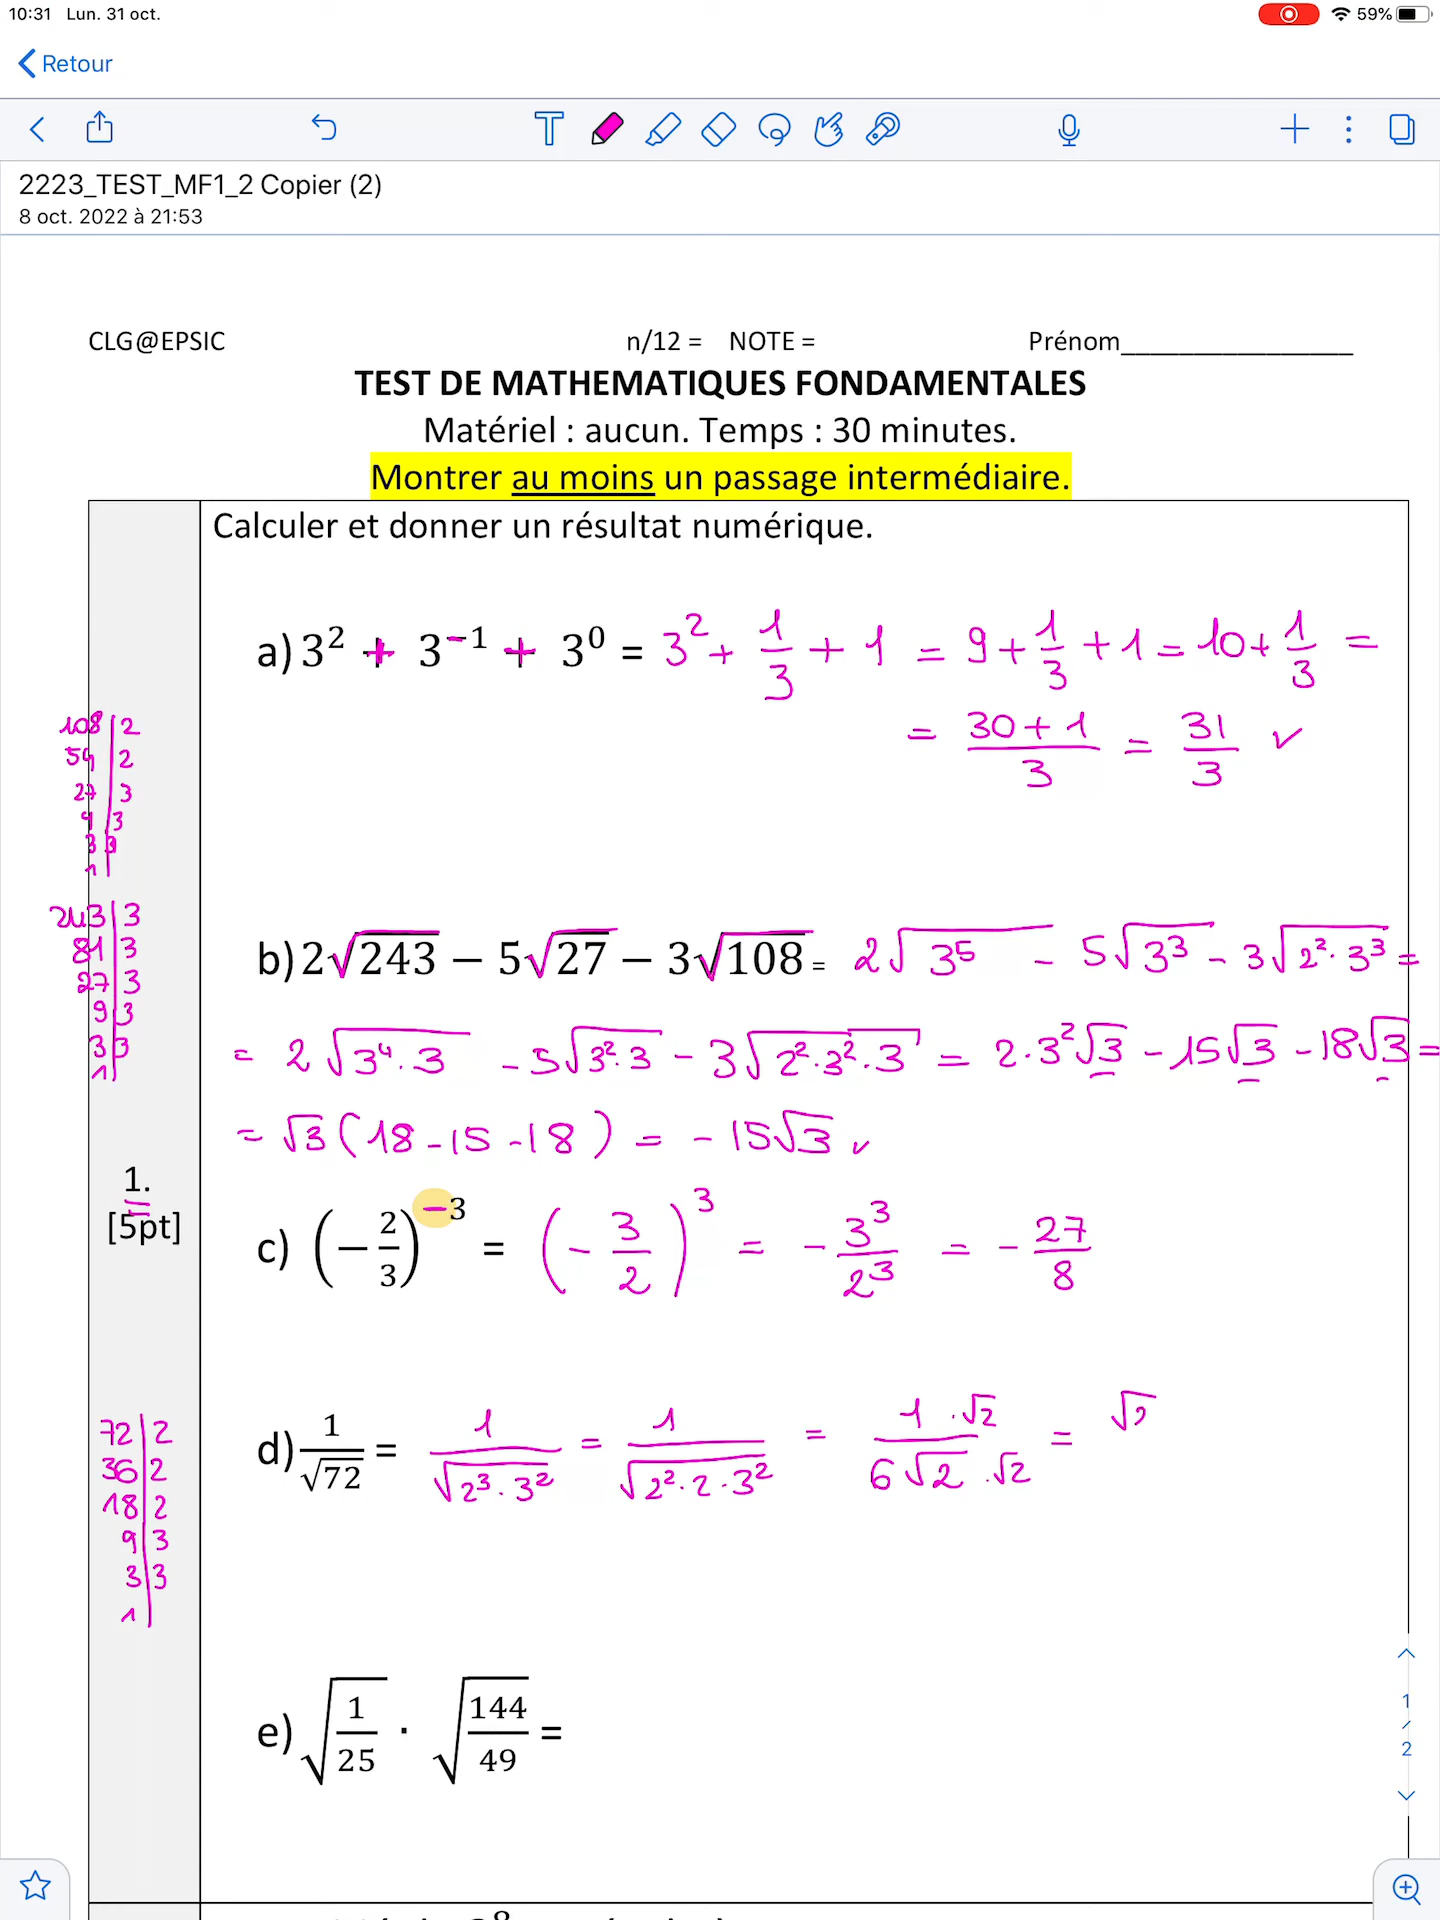 10:31 Lun. 31 oct. 59%
Retour
2223_TEST_MF1_2 Copier (2)
8 oct. 2022 à 21:53
CLG@EPSIC n/12 = NOTE = Prénom________________
TEST DE MATHEMATIQUES FONDAMENTALES
Matériel : aucun. Temps : 30 minutes.
Montrer au moins un passage intermédiaire.
Calculer et donner un résultat numérique.
a) 3² + 3⁻¹ + 3⁰ = 3² + 1/3 + 1 = 9 + 1/3 + 1 = 10 + 1/3 =
= (30 + 1)/3 = 31/3 ✓
108 | 2
54 | 2
27 | 3
9 | 3
3 | 3
1
243 | 3
81 | 3
27 | 3
9 | 3
3 | 3
1
b) 2√243 − 5√27 − 3√108 = 2√(3⁵) − 5√(3³) − 3√(2²·3³) =
= 2√(3⁴·3) − 5√(3²·3) − 3√(2²·3²·3) = 2·3²√3 − 15√3 − 18√3 =
= √3(18 − 15 − 18) = −15√3 ✓
1.
[5pt]
c) (−2/3)⁻³ = (−3/2)³ = −3³/2³ = −27/8
72 | 2
36 | 2
18 | 2
9 | 3
3 | 3
1
d) 1/√72 = 1/√(2³·3²) = 1/√(2²·2·3²) = (1·√2)/(6√2·√2) = √2
e) √(1/25) · √(144/49) =
1
/
2